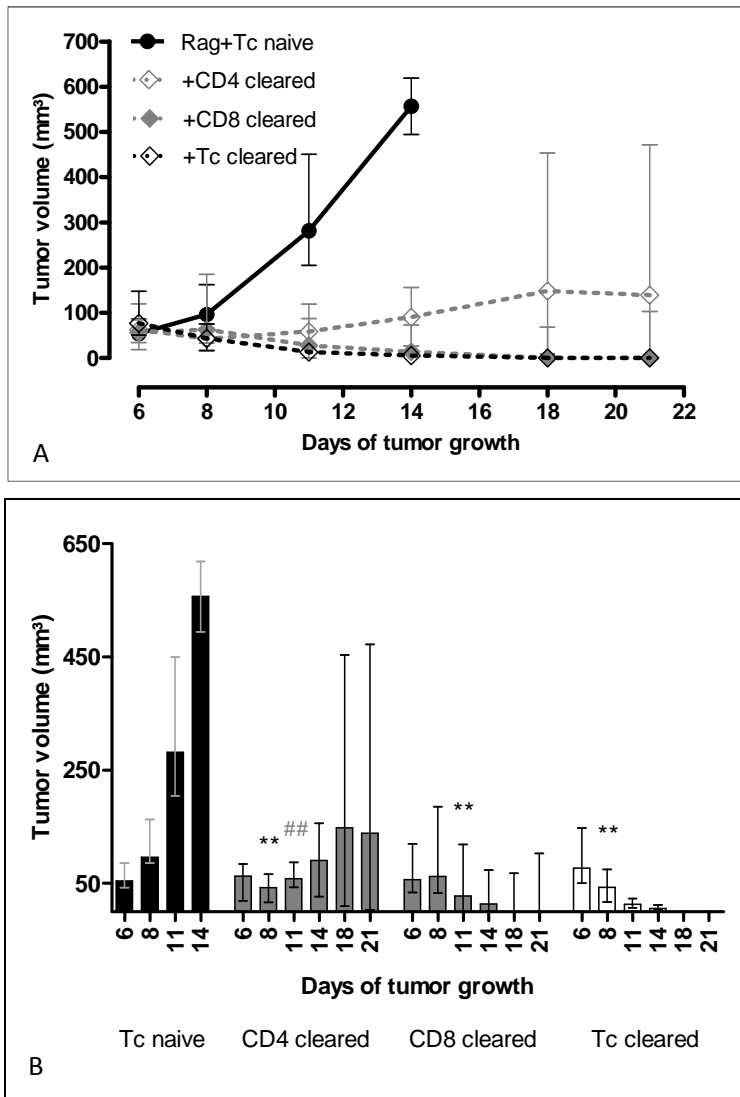 700
600
500
400
300
200
100
0
Tumor volume (mm³)
Rag+Tc naive
+CD4 cleared
+CD8 cleared
+Tc cleared
6 8 10 12 14 16 18 20 22
Days of tumor growth
A
650
450
250
50
Tumor volume (mm³)
** ## ** **
6 8 11 14 6 8 11 14 18 21 6 8 11 14 18 21 6 8 11 14 18 21
Days of tumor growth
Tc naive CD4 cleared CD8 cleared Tc cleared
B